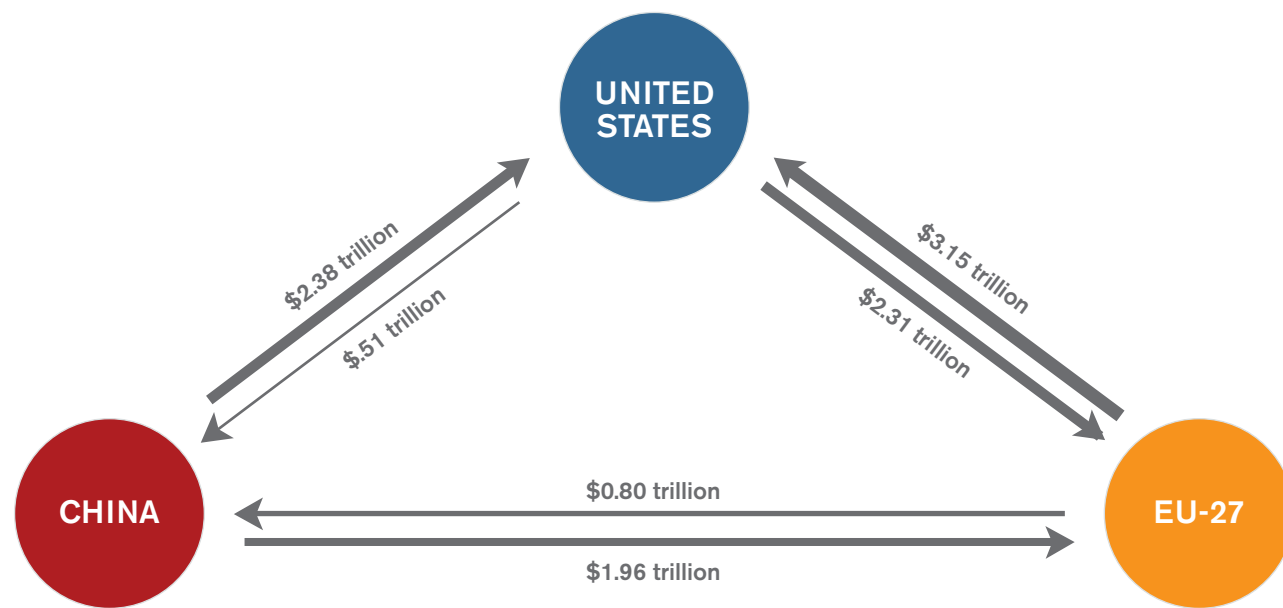 UNITED
STATES
$2.38 trillion
$.51 trillion
$3.15 trillion
$2.31 trillion
CHINA
$0.80 trillion
$1.96 trillion
EU-27